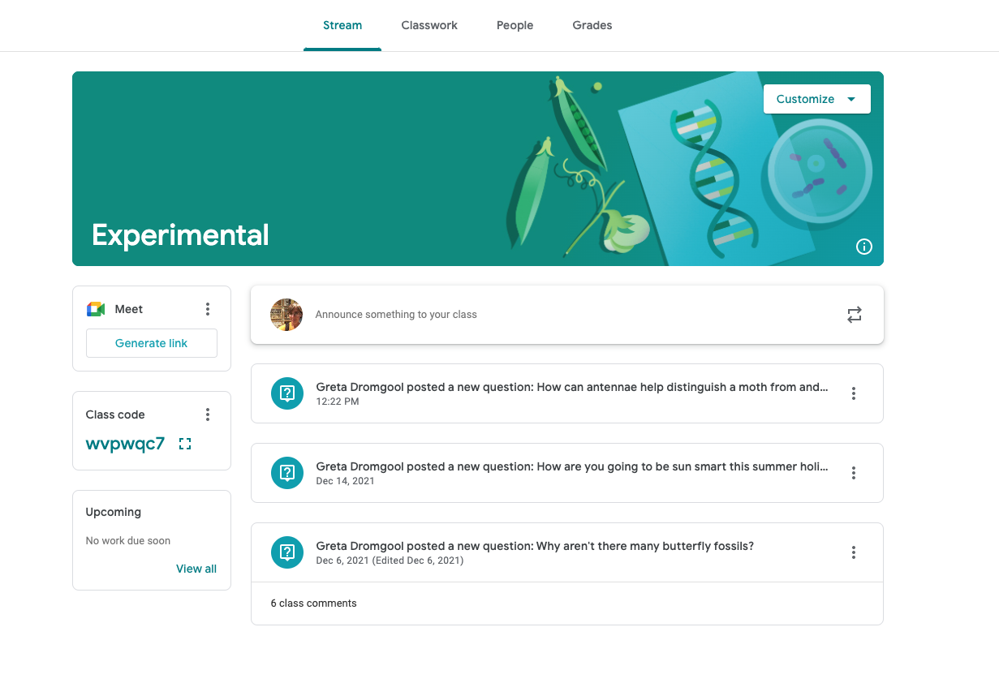 Stream Classwork People Grades
Customize
Experimental
Meet
Generate link
Class code
wvpwqc7
Upcoming
No work due soon
View all
Announce something to your class
Greta Dromgool posted a new question: How can antennae help distinguish a moth from and...
12:22 PM
Greta Dromgool posted a new question: How are you going to be sun smart this summer holi...
Dec 14, 2021
Greta Dromgool posted a new question: Why aren't there many butterfly fossils?
Dec 6, 2021 (Edited Dec 6, 2021)
6 class comments